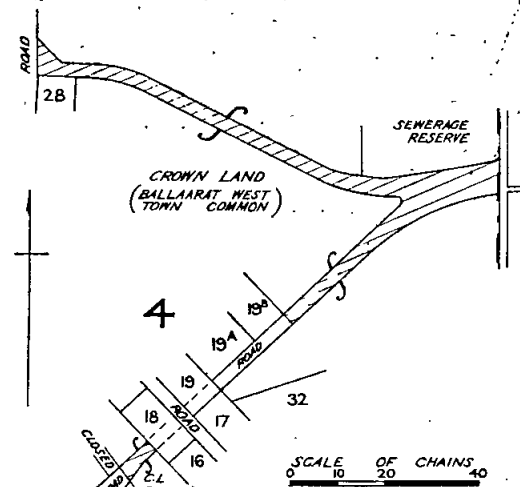 ROAD
28
SEWERAGE
RESERVE
CROWN LAND
(BALLAARAT WEST
TOWN COMMON)
4
19B
19A
ROAD
19
32
18
ROAD
17
CLOSED
16
ROAD
C.L
SCALE OF CHAINS
0 10 20 40